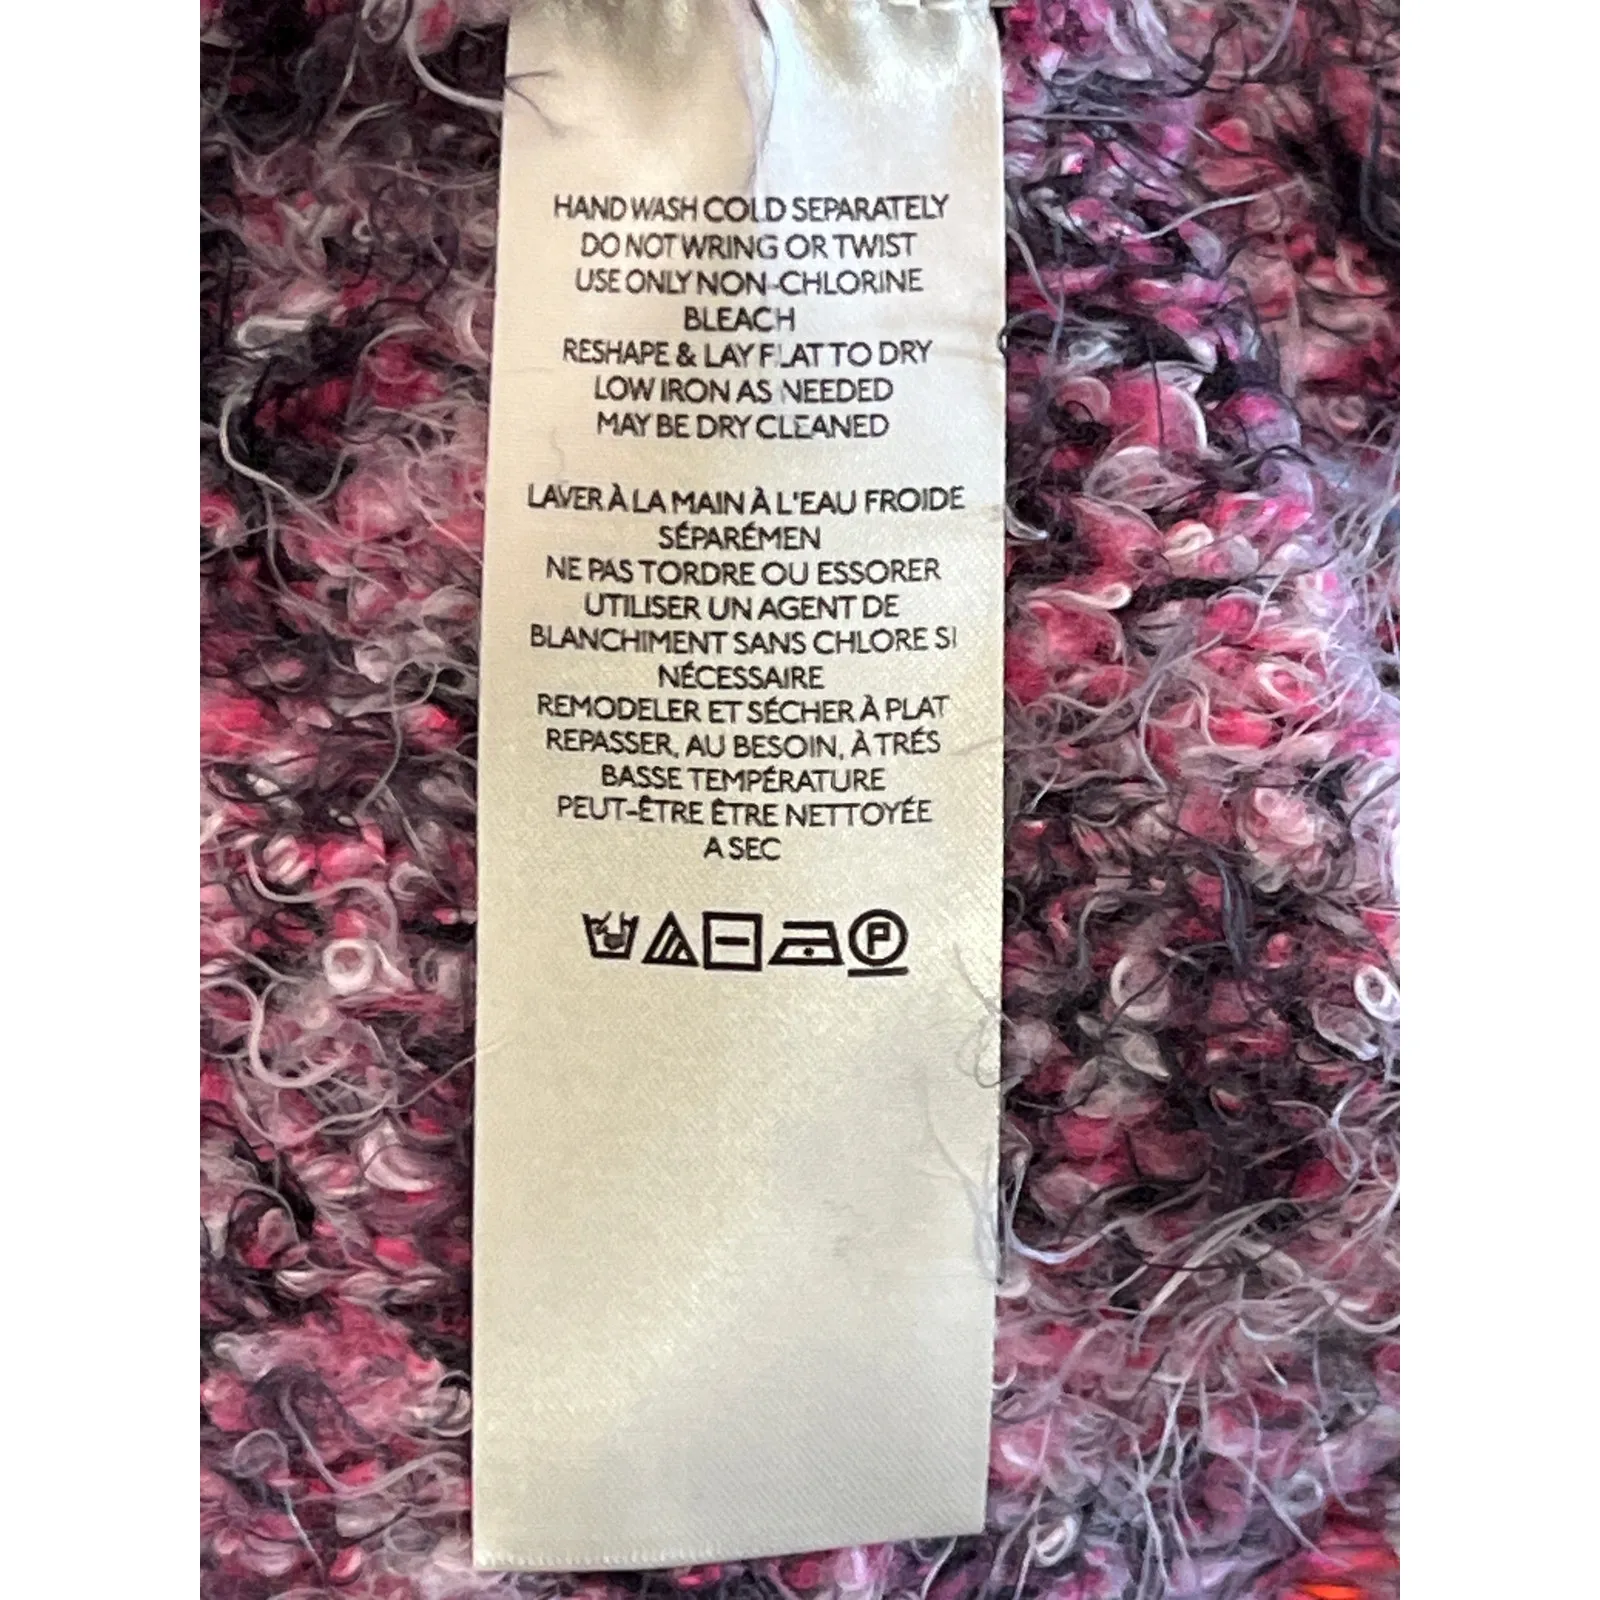 HAND WASH COLD SEPARATELY
DO NOT WRING OR TWIST
USE ONLY NON-CHLORINE
BLEACH
RESHAPE & LAY FLAT TO DRY
LOW IRON AS NEEDED
MAY BE DRY CLEANED
LAVER À LA MAIN À L'EAU FROIDE
SÉPARÉMEN
NE PAS TORDRE OU ESSORER
UTILISER UN AGENT DE
BLANCHIMENT SANS CHLORE SI
NÉCESSAIRE
REMODELER ET SÉCHER À PLAT
REPASSER, AU BESOIN, À TRÉS
BASSE TEMPÉRATURE
PEUT-ÊTRE ÊTRE NETTOYÉE
A SEC
P